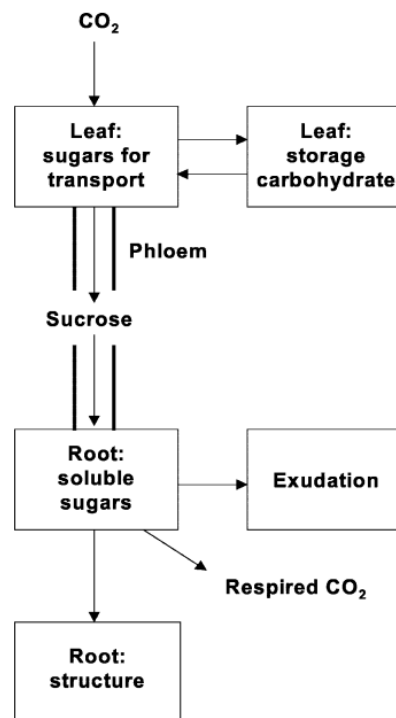 CO₂
Leaf:
sugars for
transport
Leaf:
storage
carbohydrate
Phloem
Sucrose
Root:
soluble
sugars
Exudation
Respired CO₂
Root:
structure